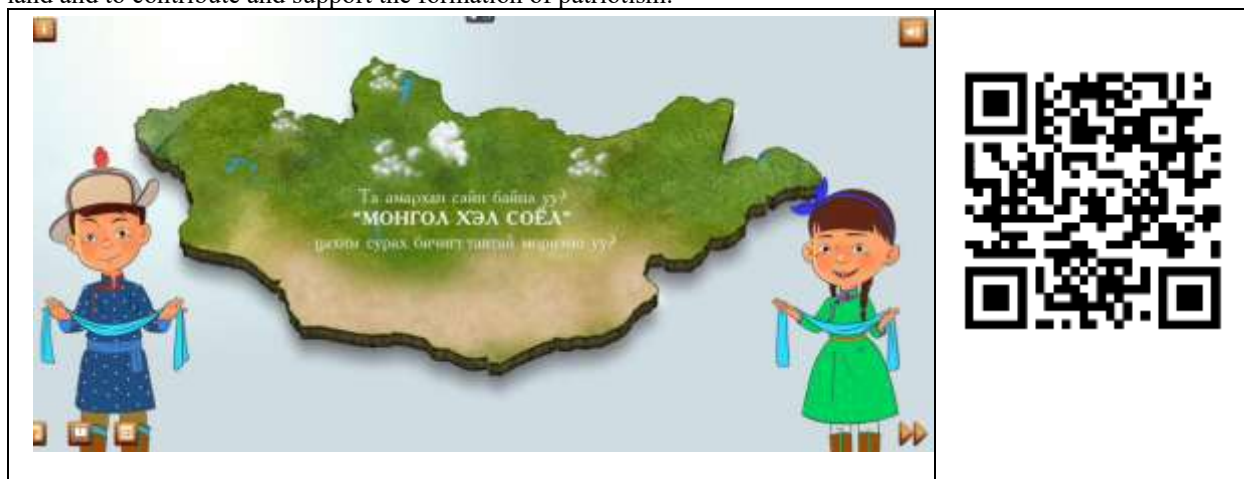 land and to contribute and support the formation of patriotism.
Та амархан сайн байна уу?
"МОНГОЛ ХЭЛ СОЁЛ"
цахим сурах бичигт тавтай морилно уу?